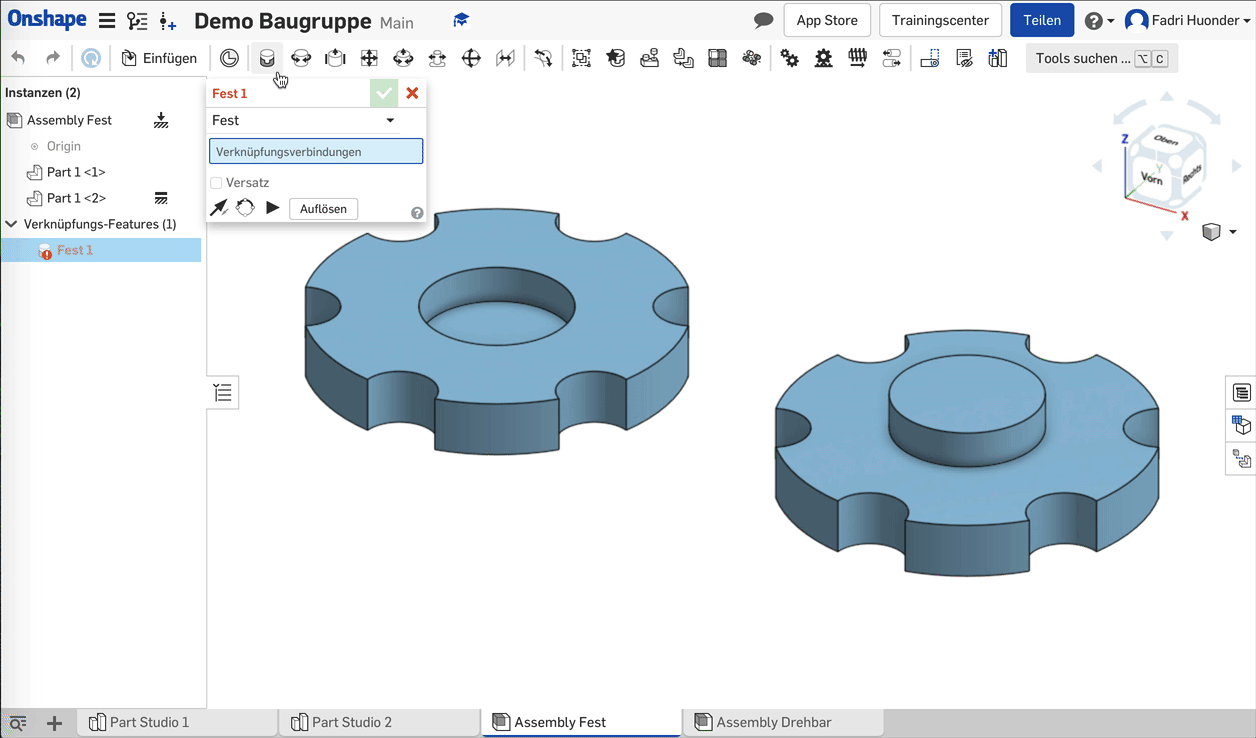 Onshape Demo Baugruppe Main App Store Trainingscenter Teilen Fadri Huonder
Einfügen Tools suchen ... ⌥ C
Instanzen (2)
Assembly Fest
Origin
Part 1 <1>
Part 1 <2>
Verknüpfungs-Features (1)
Fest 1
Fest 1
Fest
Verknüpfungsverbindungen
Versatz
Auflösen
Oben
Vorn
Rechts
Z
Y
X
Part Studio 1
Part Studio 2
Assembly Fest
Assembly Drehbar